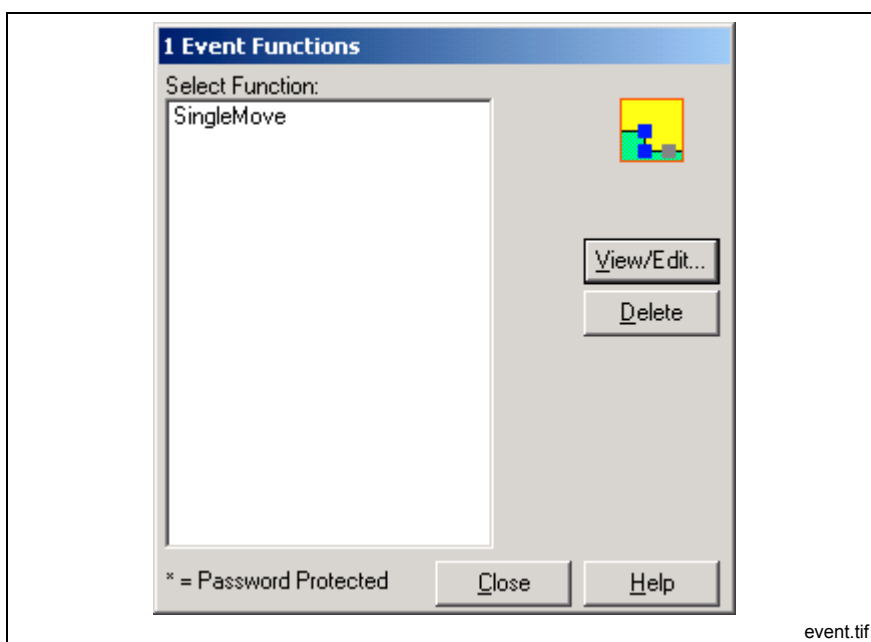 1 Event Functions
Select Function:
SingleMove
View/Edit...
Delete
* = Password Protected
Close
Help
event.tif